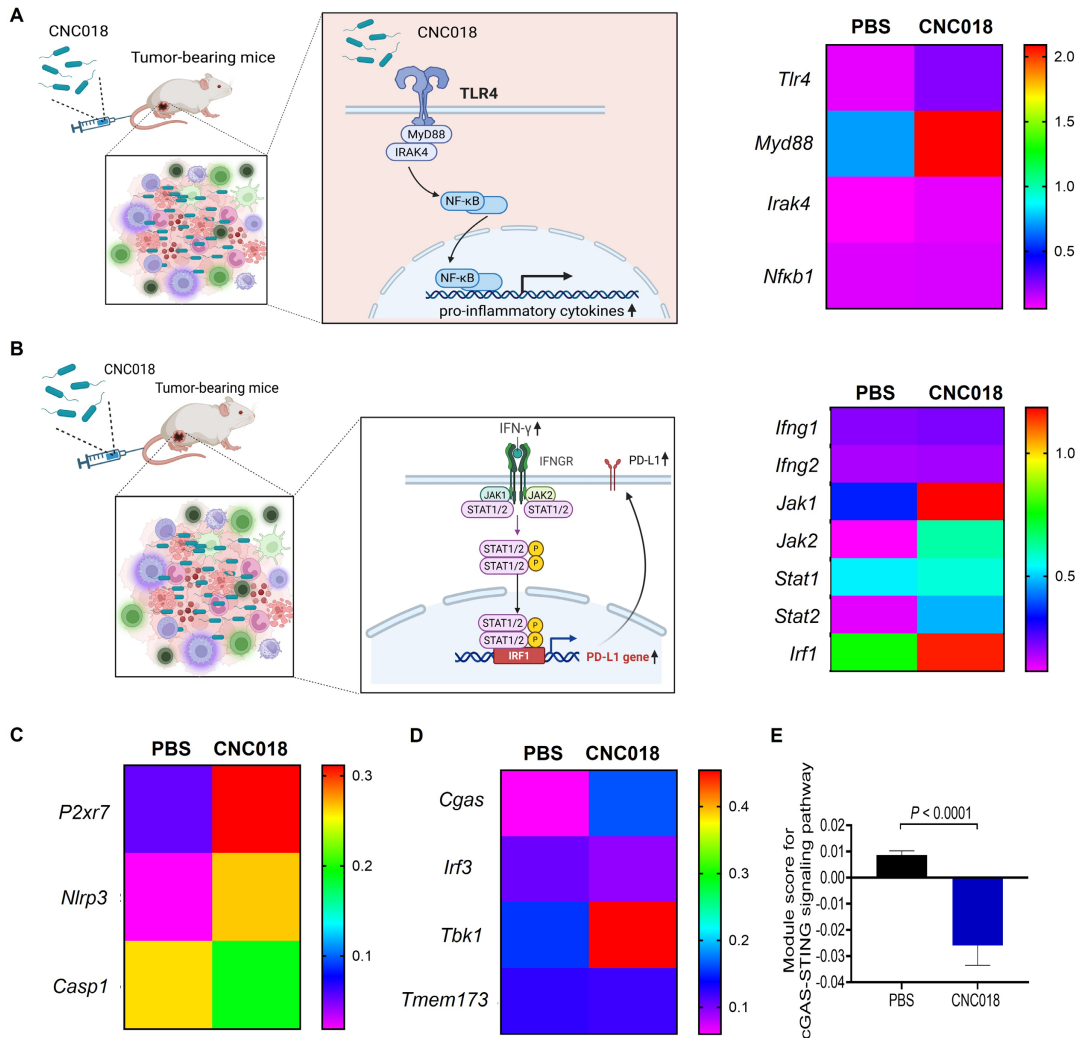 A
CNC018
Tumor-bearing mice
CNC018
TLR4
MyD88
IRAK4
NF-κB
NF-κB
pro-inflammatory cytokines
PBS CNC018
Tlr4
Myd88
Irak4
Nfκb1
2.0
1.5
1.0
0.5
B
CNC018
Tumor-bearing mice
IFN-γ
IFNGR
PD-L1
JAK1
JAK2
STAT1/2
STAT1/2
STAT1/2 P
STAT1/2 P
STAT1/2 P
STAT1/2 P
IRF1
PD-L1 gene
PBS CNC018
Ifng1
Ifng2
Jak1
Jak2
Stat1
Stat2
Irf1
1.0
0.5
C
PBS CNC018
P2xr7
Nlrp3
Casp1
0.3
0.2
0.1
D
PBS CNC018
Cgas
Irf3
Tbk1
Tmem173
0.4
0.3
0.2
0.1
E
P < 0.0001
Module score for
cGAS-STING signaling pathway
0.02
0.01
0.00
-0.01
-0.02
-0.03
-0.04
PBS
CNC018